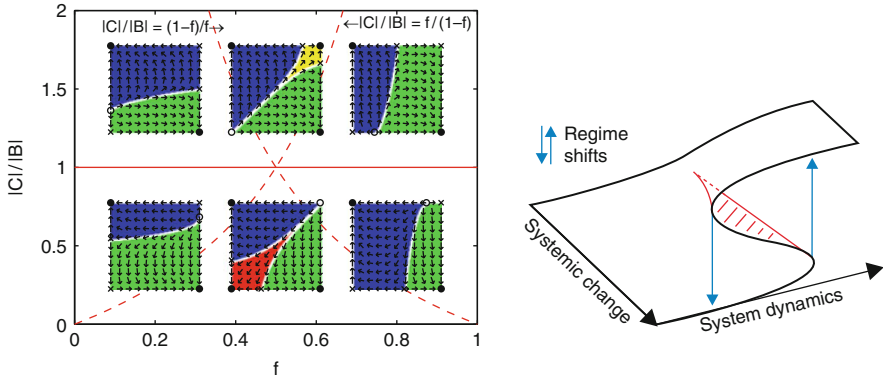 |C|/|B| = (1−f)/f→
←|C|/|B| = f/(1−f)
2
1.5
1
0.5
0
|C|/|B|
0
0.2
0.4
0.6
0.8
1
f
Regime
shifts
Systemic change
System dynamics